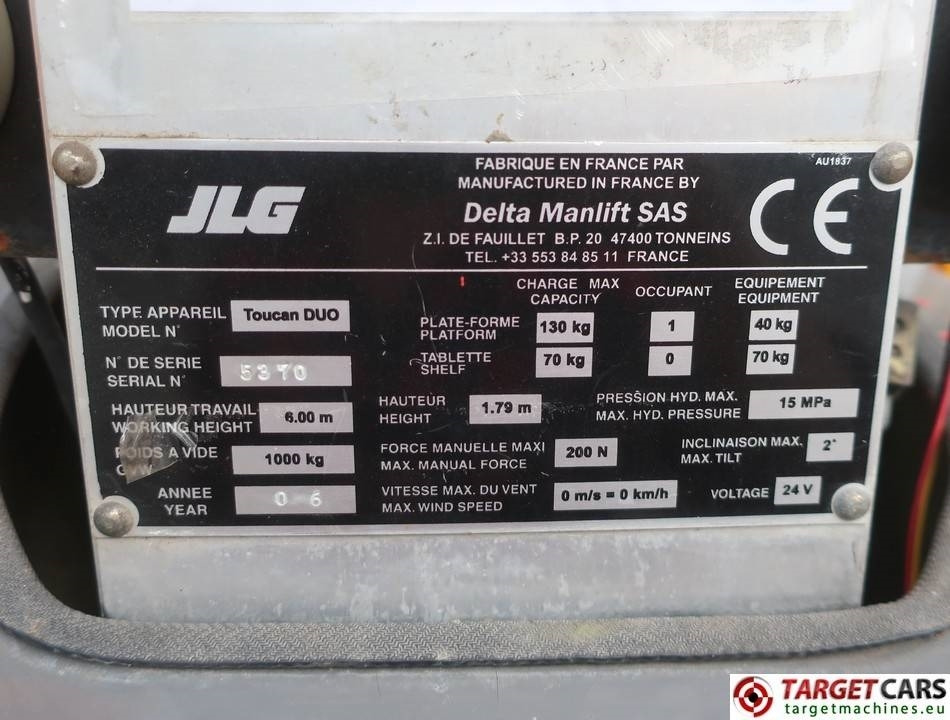 FABRIQUE EN FRANCE PAR
MANUFACTURED IN FRANCE BY
AU1837
JLG
Delta Manlift SAS
CE
Z.I. DE FAUILLET B.P. 20 47400 TONNEINS
TEL. +33 553 84 85 11 FRANCE
CHARGE MAX
CAPACITY
OCCUPANT
EQUIPEMENT
EQUIPMENT
TYPE APPAREIL
MODEL N°
Toucan DUO
PLATE-FORME
PLATFORM
130 kg
1
40 kg
N° DE SERIE
SERIAL N°
5370
TABLETTE
SHELF
70 kg
0
70 kg
HAUTEUR TRAVAIL
WORKING HEIGHT
6.00 m
HAUTEUR
HEIGHT
1.79 m
PRESSION HYD. MAX.
MAX. HYD. PRESSURE
15 MPa
POIDS A VIDE
GVW
1000 kg
FORCE MANUELLE MAXI
MAX. MANUAL FORCE
200 N
INCLINAISON MAX.
MAX. TILT
2°
ANNEE
YEAR
0 6
VITESSE MAX. DU VENT
MAX. WIND SPEED
0 m/s = 0 km/h
VOLTAGE
24 V
TARGET CARS
targetmachines.eu